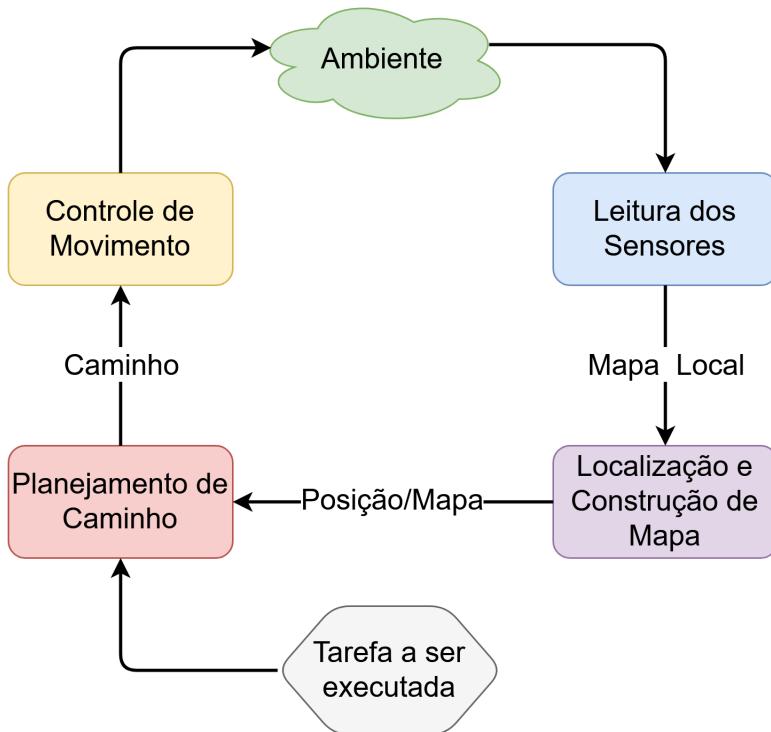 Ambiente
Controle de
Movimento
Leitura dos
Sensores
Caminho
Mapa Local
Planejamento de
Caminho
Posição/Mapa
Localização e
Construção de
Mapa
Tarefa a ser
executada